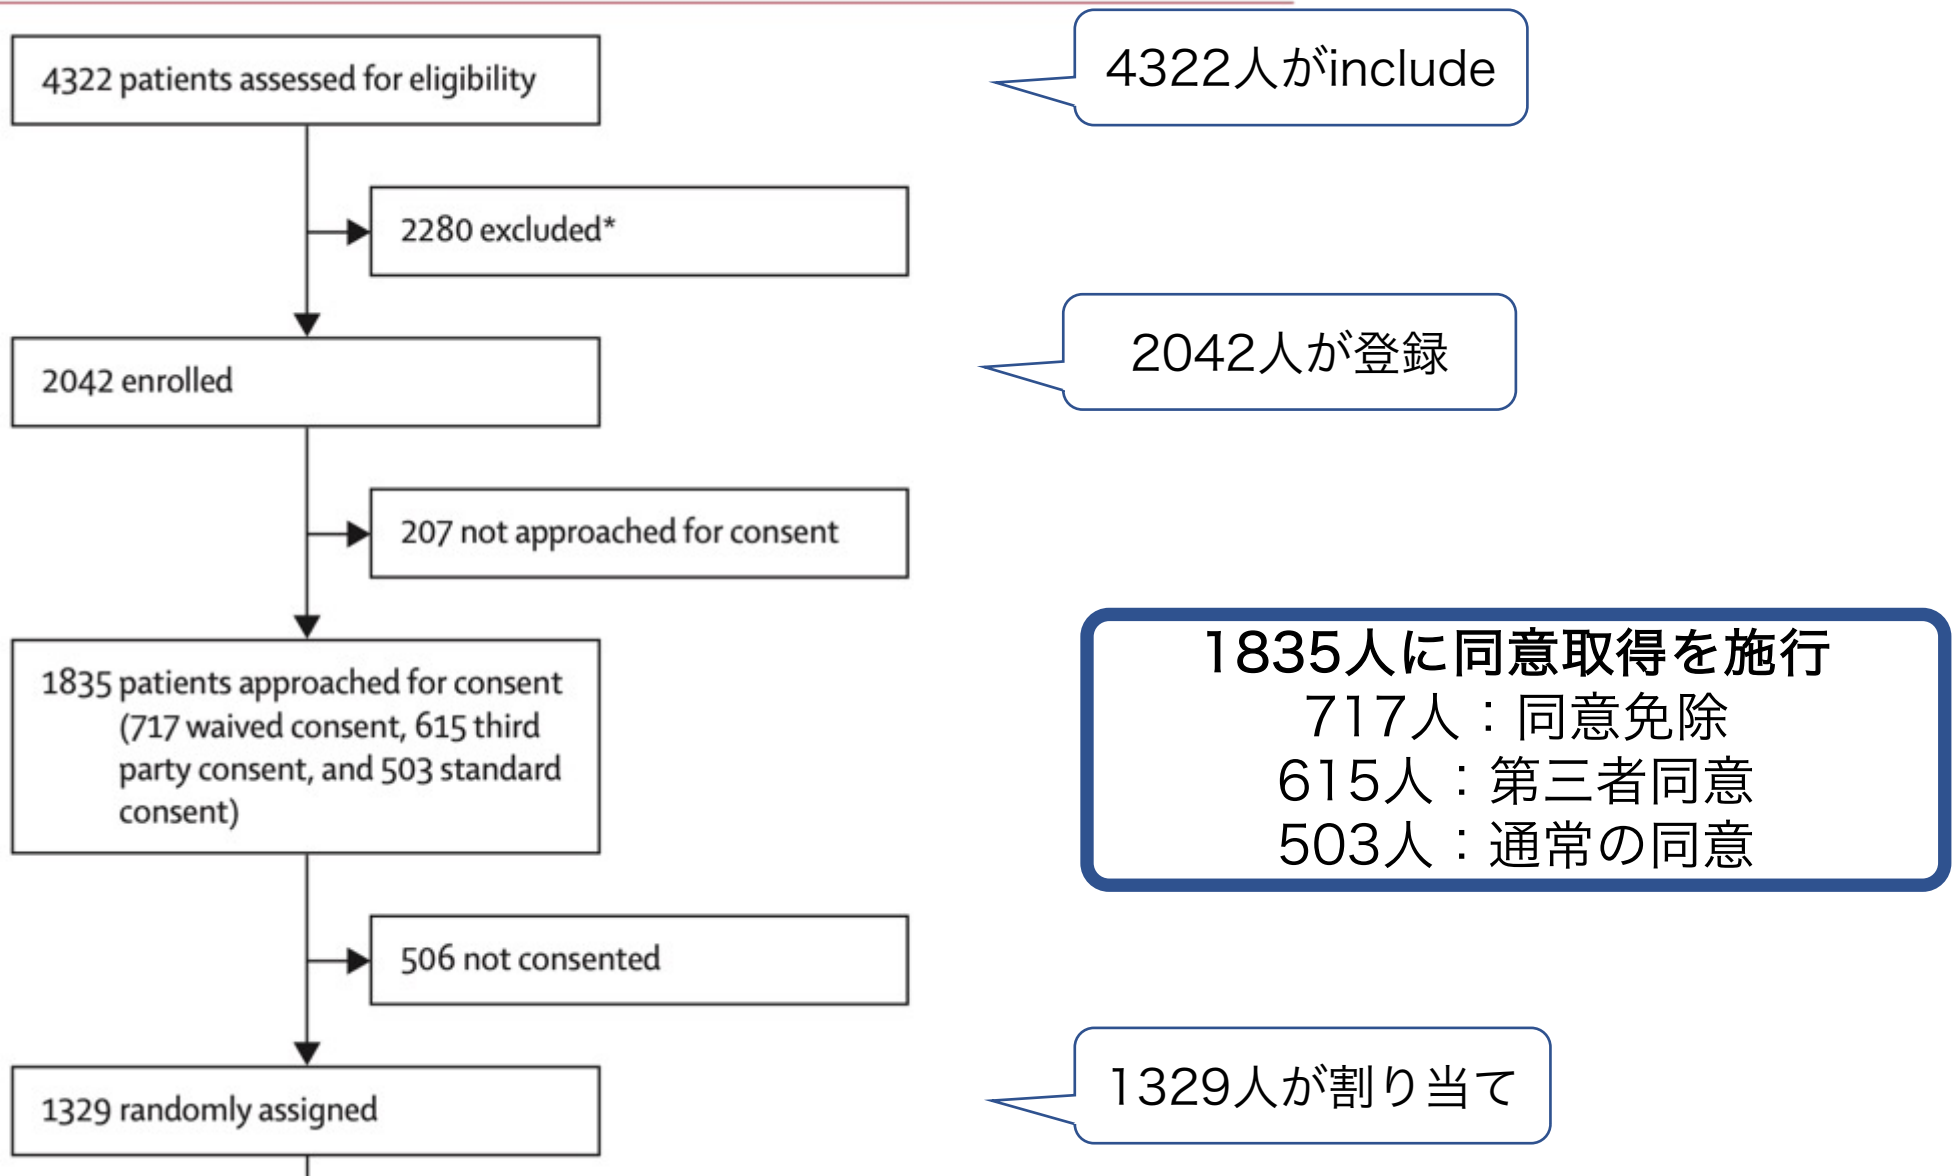 4322 patients assessed for eligibility
4322人がinclude
2280 excluded*
2042 enrolled
2042人が登録
207 not approached for consent
1835 patients approached for consent
(717 waived consent, 615 third
party consent, and 503 standard
consent)
1835人に同意取得を施行
717人：同意免除
615人：第三者同意
503人：通常の同意
506 not consented
1329 randomly assigned
1329人が割り当て